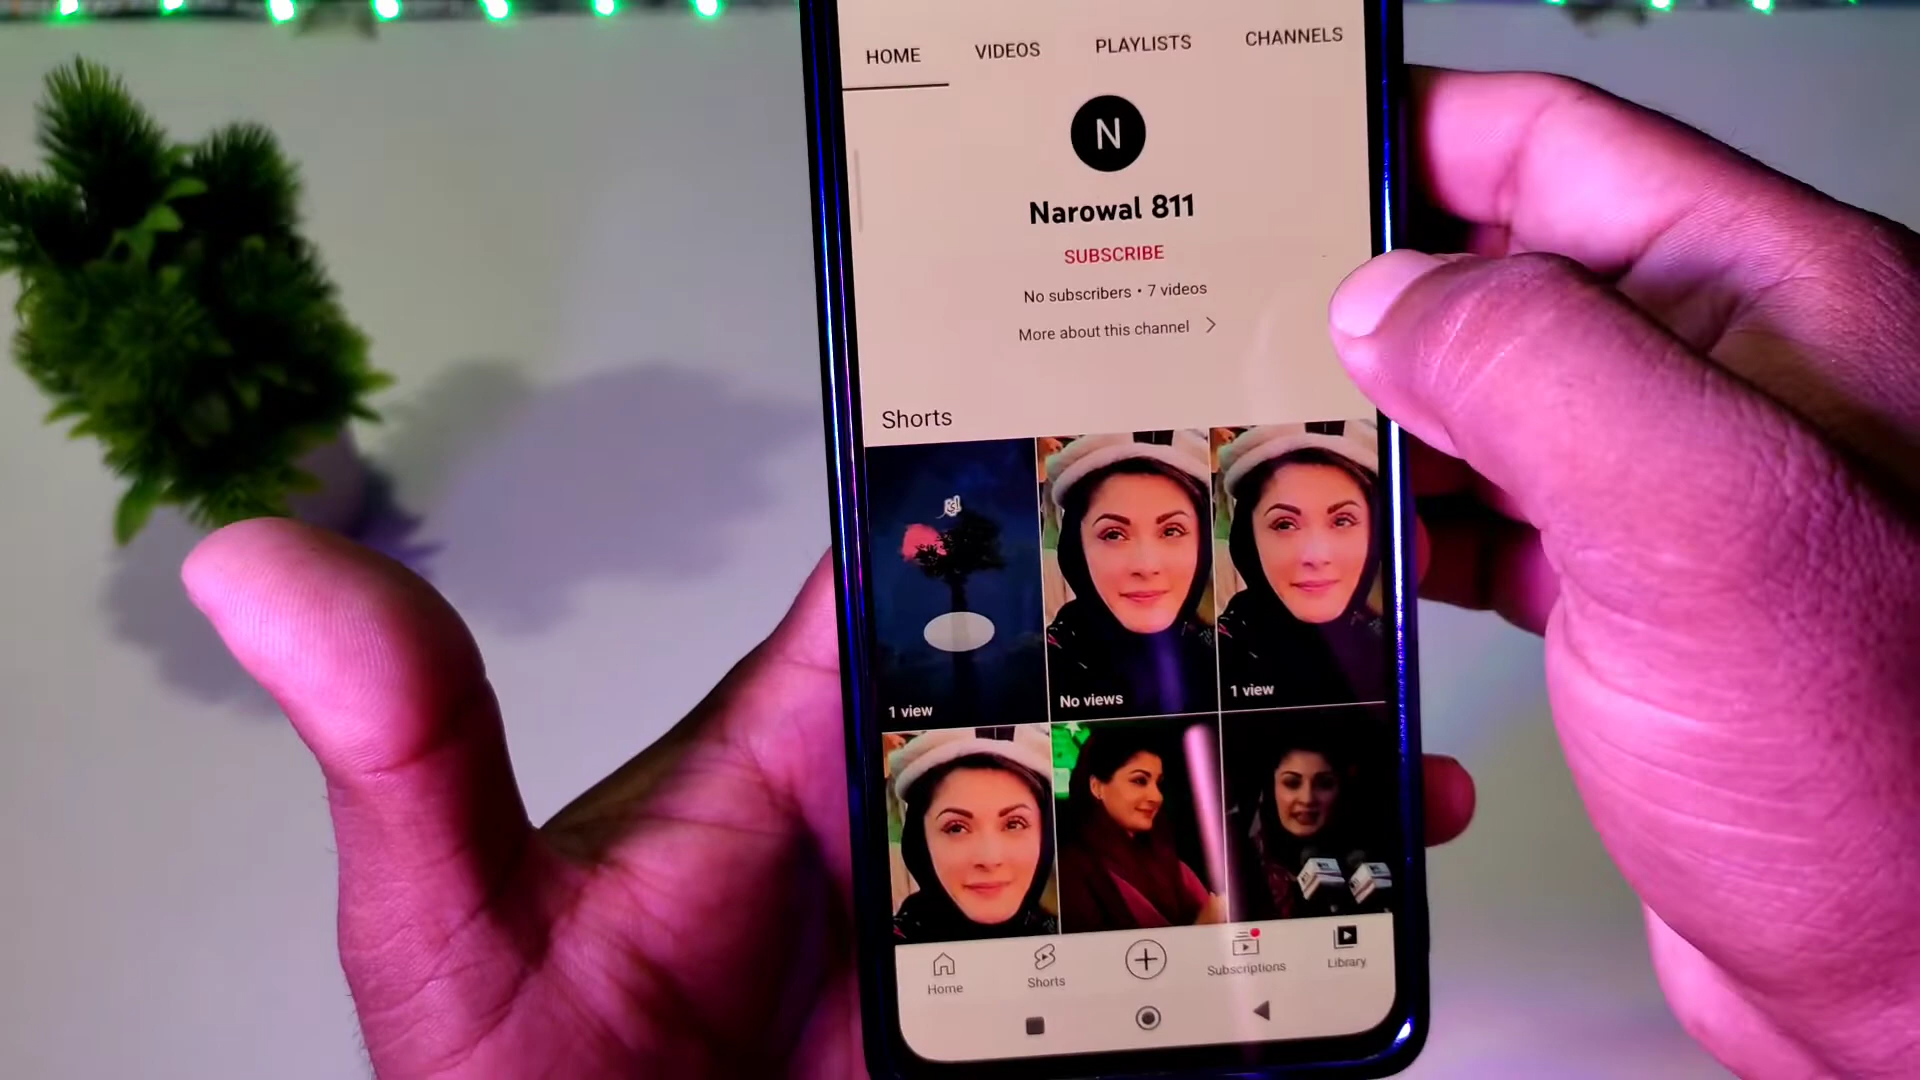 HOME VIDEOS PLAYLISTS CHANNELS
N
Narowal 811
SUBSCRIBE
No subscribers • 7 videos
More about this channel
Shorts
1 view
No views
1 view
Home Shorts Subscriptions Library